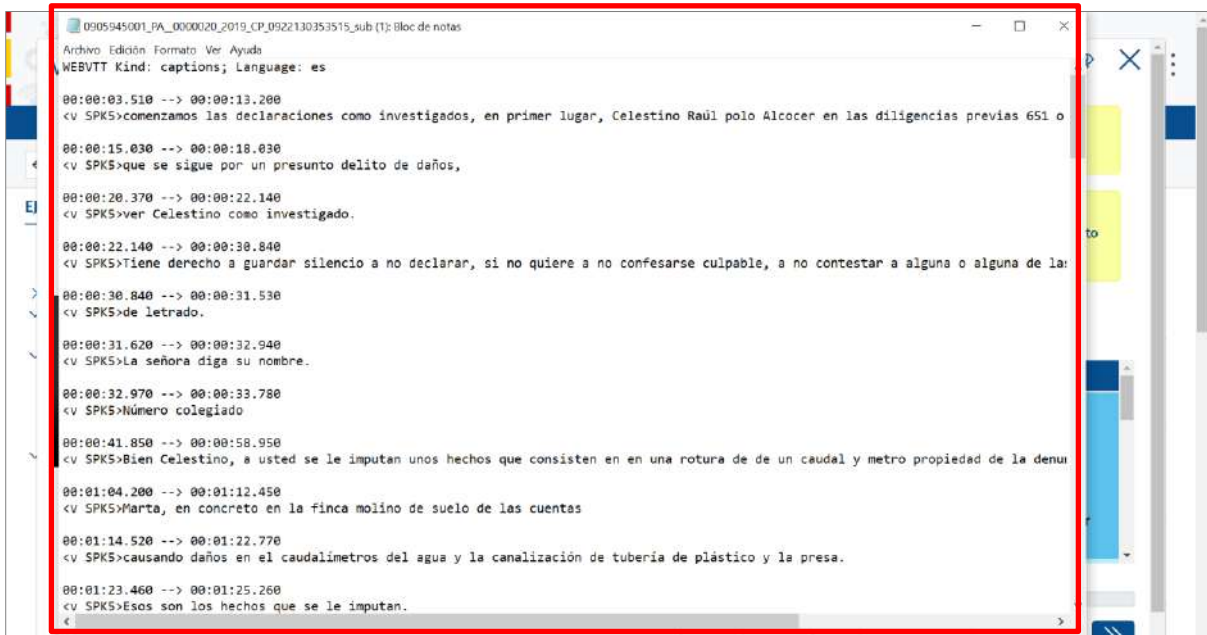 0905945001_PA__0000020_2019_CP_0922130353515_sub (1): Bloc de notas
Archivo Edición Formato Ver Ayuda
WEBVTT Kind: captions; Language: es
00:00:03.510 --> 00:00:13.200
<v SPK5>comenzamos las declaraciones como investigados, en primer lugar, Celestino Raúl polo Alcocer en las diligencias previas 651 o
00:00:15.030 --> 00:00:18.030
<v SPK5>que se sigue por un presunto delito de daños,
00:00:20.370 --> 00:00:22.140
<v SPK5>ver Celestino como investigado.
00:00:22.140 --> 00:00:30.840
<v SPK5>Tiene derecho a guardar silencio a no declarar, si no quiere a no confesarse culpable, a no contestar a alguna o alguna de las
00:00:30.840 --> 00:00:31.530
<v SPK5>de letrado.
00:00:31.620 --> 00:00:32.940
<v SPK5>La señora diga su nombre.
00:00:32.970 --> 00:00:33.780
<v SPK5>Número colegiado
00:00:41.850 --> 00:00:58.950
<v SPK5>Bien Celestino, a usted se le imputan unos hechos que consisten en en una rotura de de un caudal y metro propiedad de la denun
00:01:04.200 --> 00:01:12.450
<v SPK5>Marta, en concreto en la finca molino de suelo de las cuentas
00:01:14.520 --> 00:01:22.770
<v SPK5>causando daños en el caudalímetros del agua y la canalización de tubería de plástico y la presa.
00:01:23.460 --> 00:01:25.260
<v SPK5>Esos son los hechos que se le imputan.
EJ
to